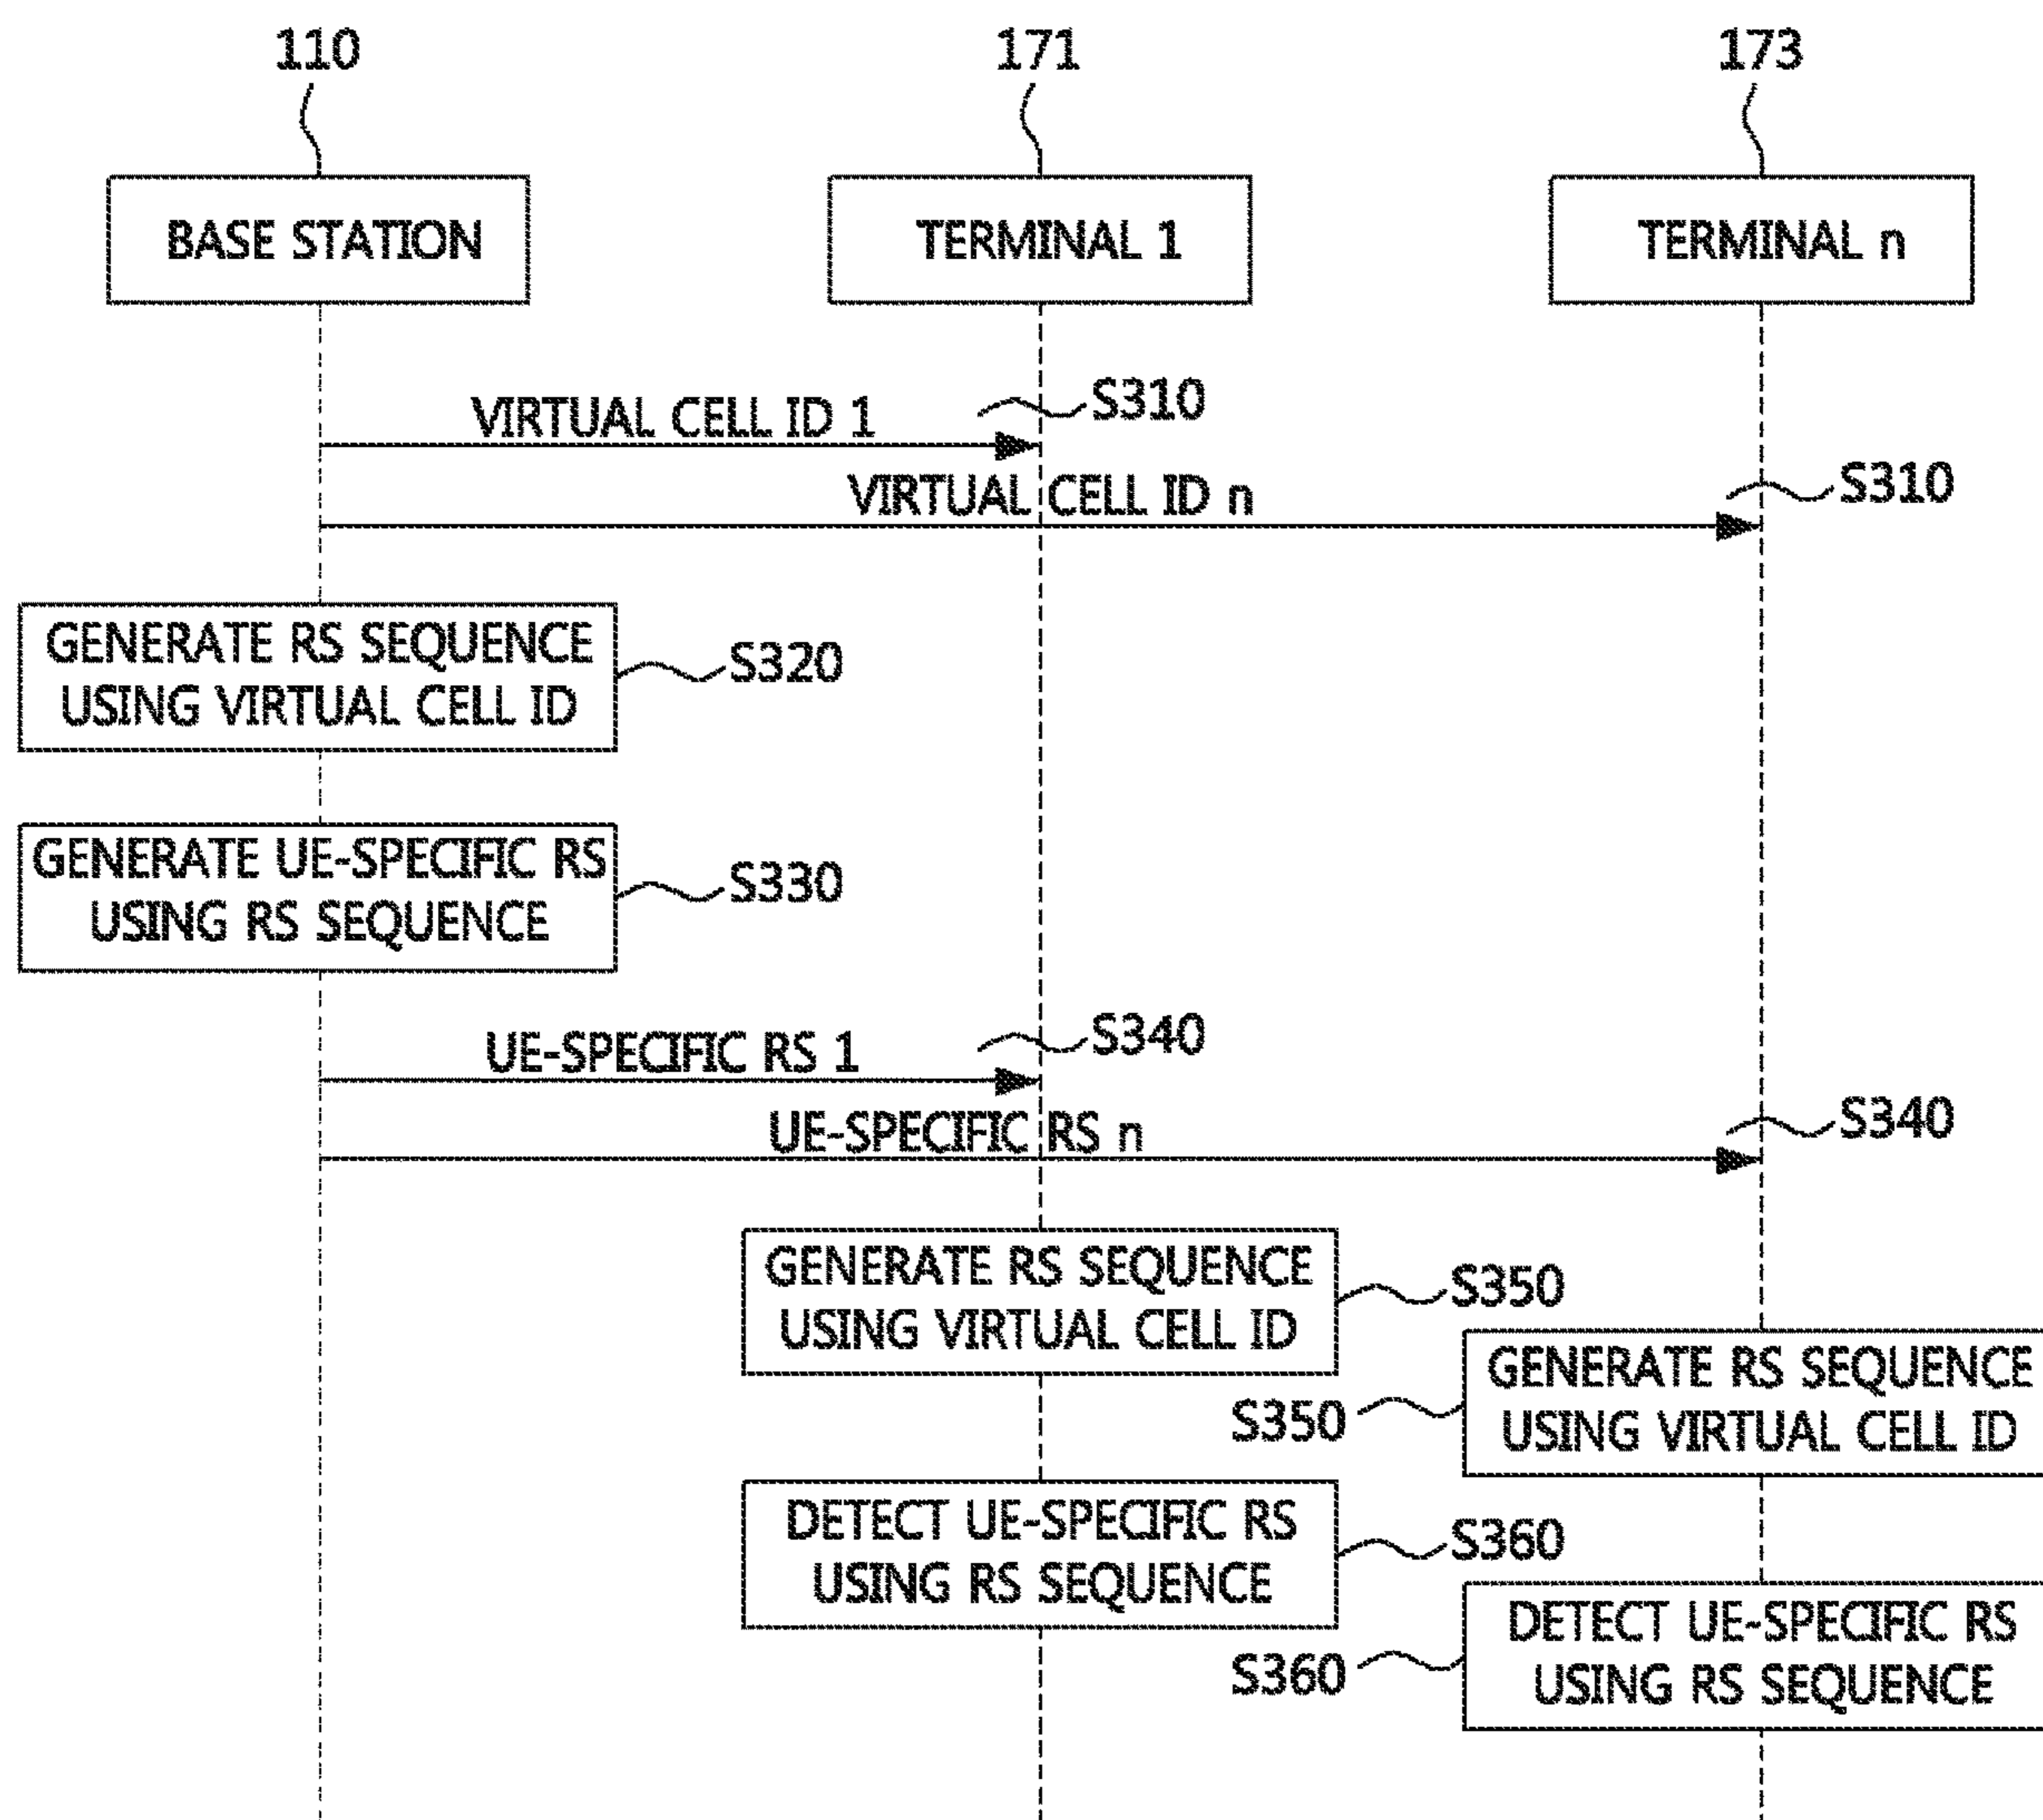 110
171
173
BASE STATION
TERMINAL 1
TERMINAL n
VIRTUAL CELL ID 1
S310
VIRTUAL CELL ID n
S310
GENERATE RS SEQUENCE
USING VIRTUAL CELL ID
S320
GENERATE UE-SPECIFIC RS
USING RS SEQUENCE
S330
UE-SPECIFIC RS 1
S340
UE-SPECIFIC RS n
S340
GENERATE RS SEQUENCE
USING VIRTUAL CELL ID
S350
GENERATE RS SEQUENCE
USING VIRTUAL CELL ID
S350
DETECT UE-SPECIFIC RS
USING RS SEQUENCE
S360
DETECT UE-SPECIFIC RS
USING RS SEQUENCE
S360